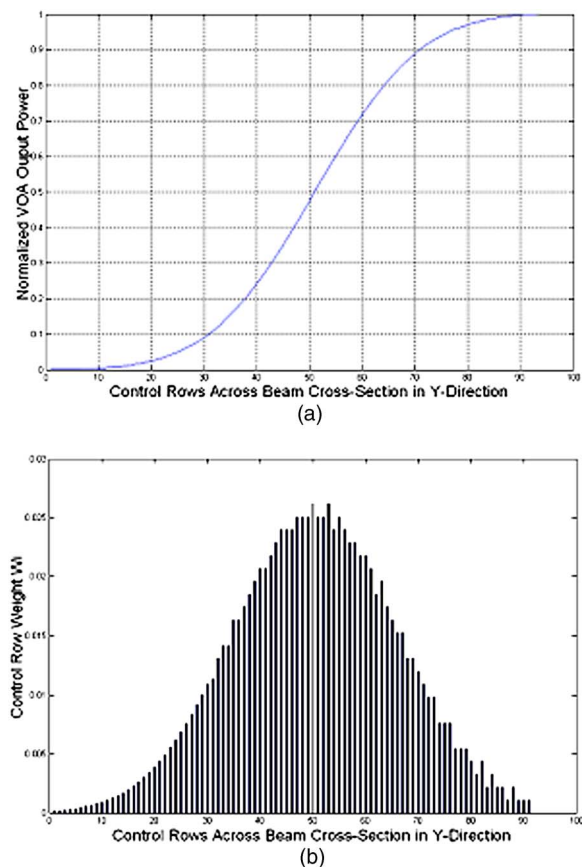 1
0.9
0.8
0.7
0.6
0.5
0.4
0.3
0.2
0.1
0
Normalized VOA Ouput Power
0 10 20 30 40 50 60 70 80 90 100
Control Rows Across Beam Cross-Section in Y-Direction
(a)
0.03
0.025
0.02
0.015
0.01
0.005
0
Control Row Weight Wi
0 10 20 30 40 50 60 70 80 90 100
Control Rows Across Beam Cross-Section in Y-Direction
(b)